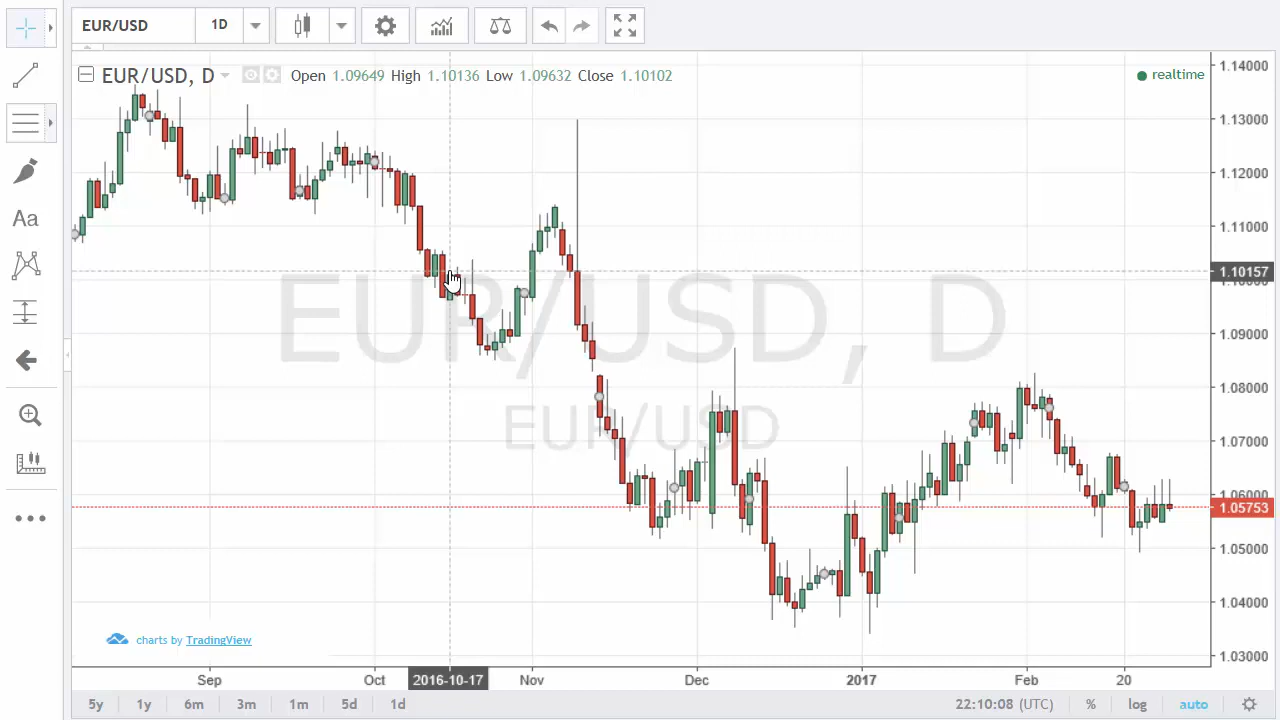 EUR/USD 1D
Aa
EUR/USD, D Open 1.09649 High 1.10136 Low 1.09632 Close 1.10102
realtime
1.14000
1.13000
1.12000
1.11000
1.10157
1.10000
1.09000
1.08000
1.07000
1.06000
1.05753
1.05000
1.04000
1.03000
EUR/USD, D
EUR/USD
charts by TradingView
Sep Oct 2016-10-17 Nov Dec 2017 Feb 20
5y 1y 6m 3m 1m 5d 1d 22:10:08 (UTC) % log auto